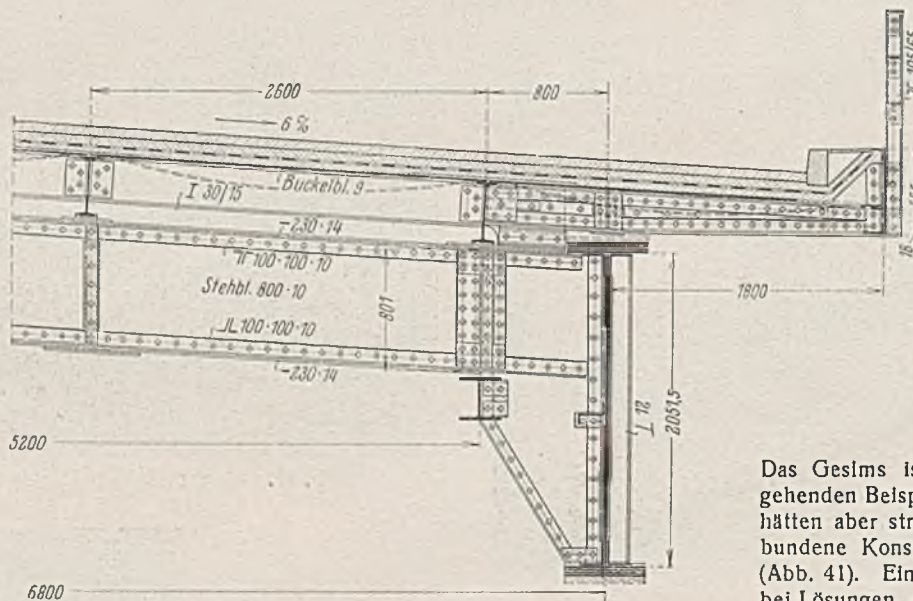 2600
800
6%
Buckelbl. 9
I 30/15
230·14
100·100·10
Stehbl. 800·10
801
100·100·10
230·14
1800
12
2051,5
5200
6800
Das Gesims is
gehenden Beisp
hätten aber str
bundene Kons
(Abb. 41). Ein
bei Lösungen